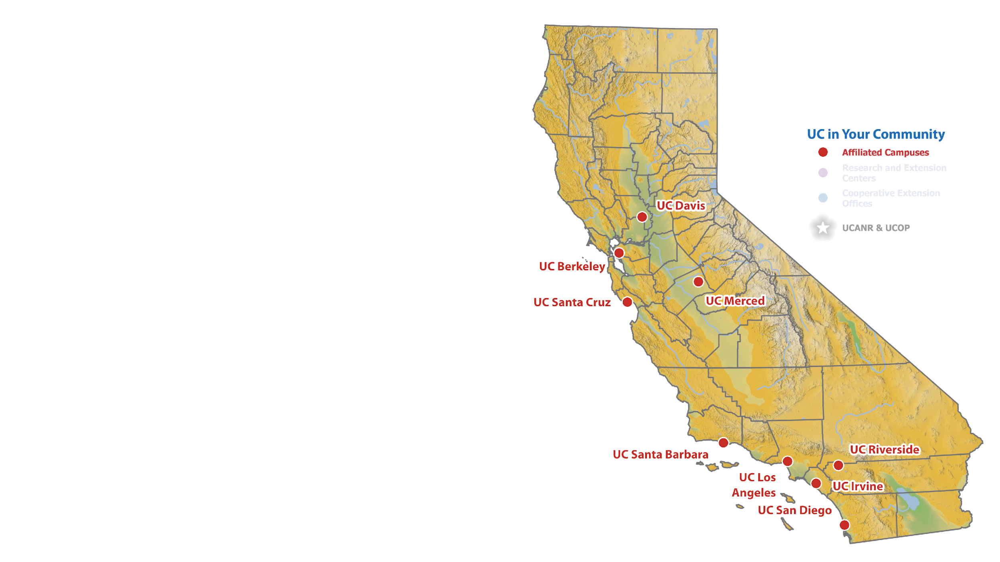 UC in Your Community
Affiliated Campuses
Research and Extension
Centers
Cooperative Extension
Offices
UCANR & UCOP
UC Davis
UC Berkeley
UC Merced
UC Santa Cruz
UC Riverside
UC Santa Barbara
UC Los
Angeles
UC Irvine
UC San Diego